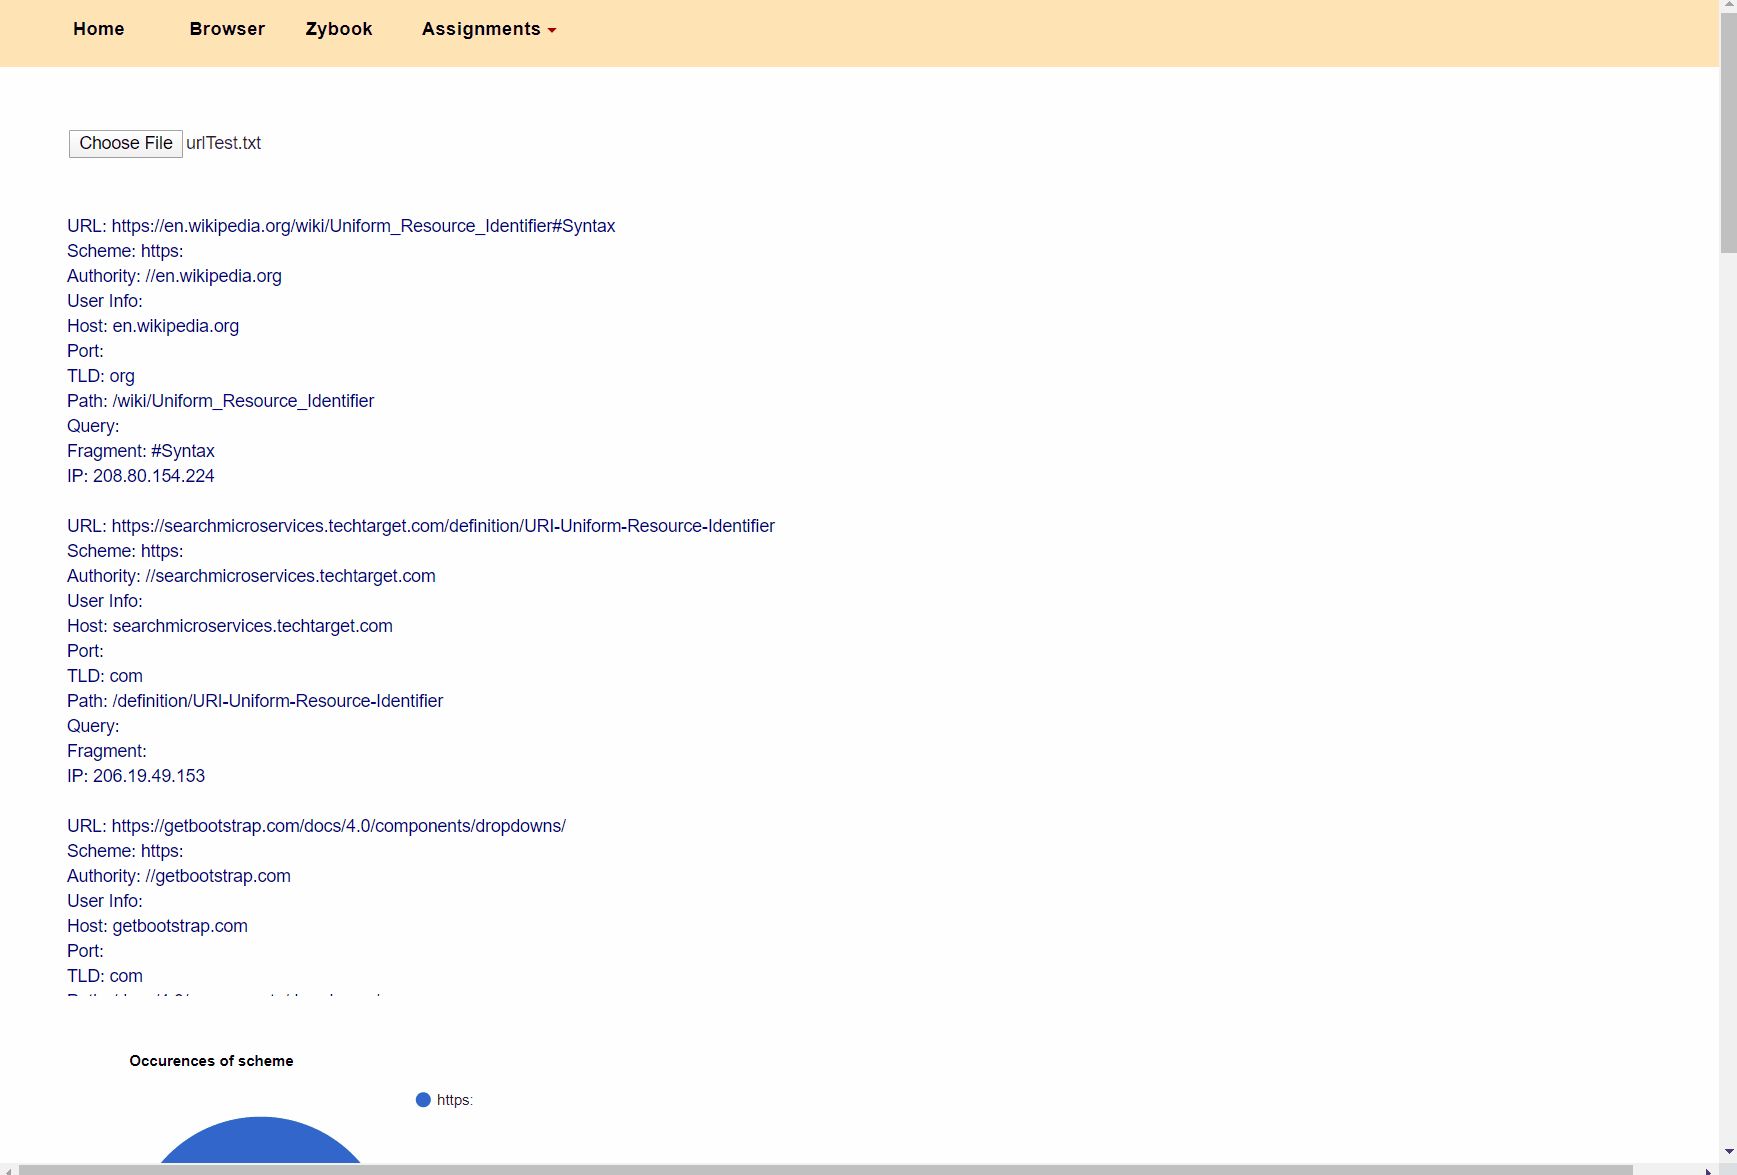 Home Browser Zybook Assignments
Choose File urlTest.txt
URL: https://en.wikipedia.org/wiki/Uniform_Resource_Identifier#Syntax
Scheme: https:
Authority: //en.wikipedia.org
User Info:
Host: en.wikipedia.org
Port:
TLD: org
Path: /wiki/Uniform_Resource_Identifier
Query:
Fragment: #Syntax
IP: 208.80.154.224
URL: https://searchmicroservices.techtarget.com/definition/URI-Uniform-Resource-Identifier
Scheme: https:
Authority: //searchmicroservices.techtarget.com
User Info:
Host: searchmicroservices.techtarget.com
Port:
TLD: com
Path: /definition/URI-Uniform-Resource-Identifier
Query:
Fragment:
IP: 206.19.49.153
URL: https://getbootstrap.com/docs/4.0/components/dropdowns/
Scheme: https:
Authority: //getbootstrap.com
User Info:
Host: getbootstrap.com
Port:
TLD: com
Occurences of scheme
https: